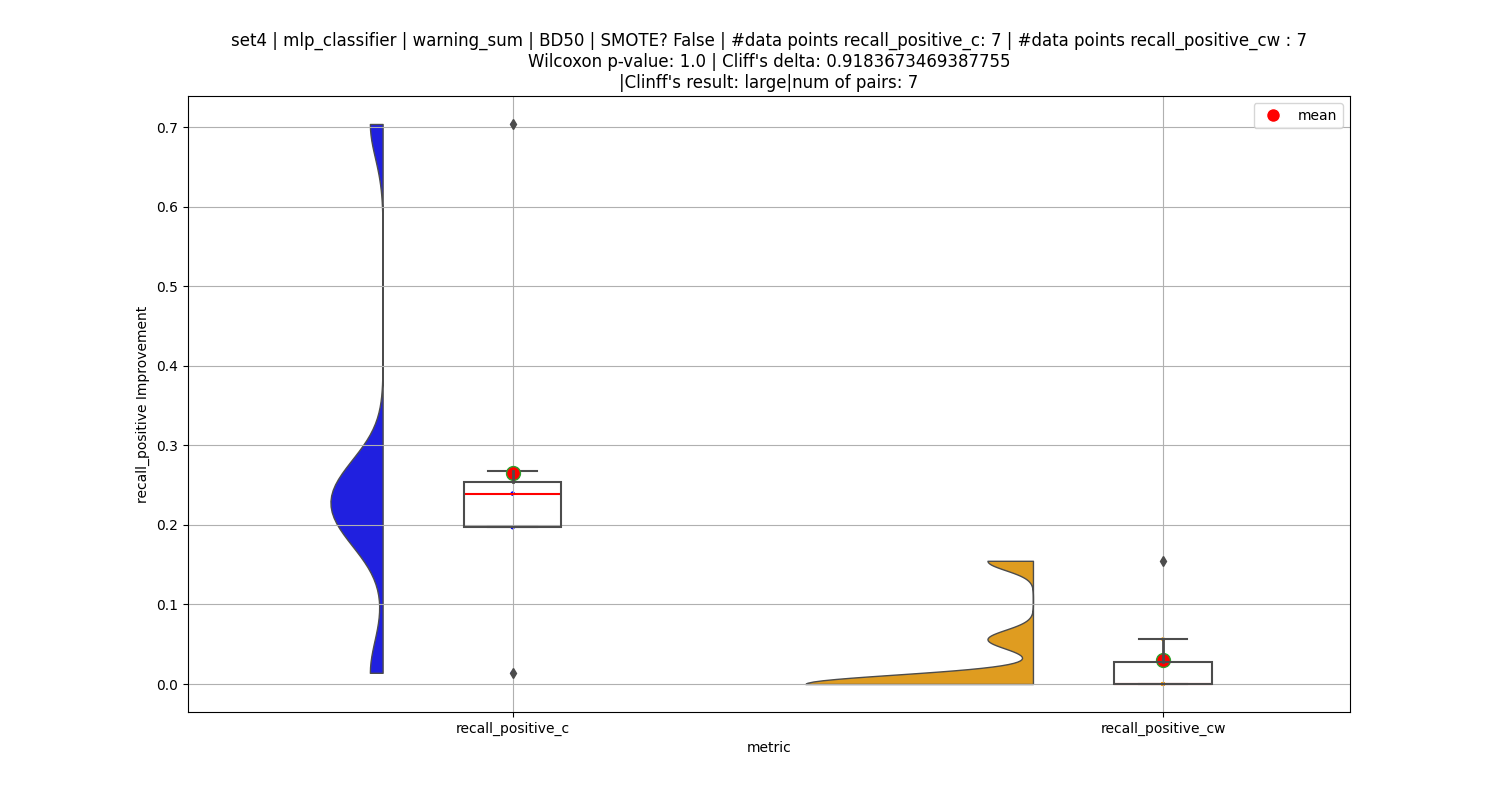 set4 | mlp_classifier | warning_sum | BD50 | SMOTE? False | #data points recall_positive_c: 7 | #data points recall_positive_cw : 7
Wilcoxon p-value: 1.0 | Cliff's delta: 0.9183673469387755
|Clinff's result: large|num of pairs: 7
mean
0.7
0.6
0.5
0.4
0.3
0.2
0.1
0.0
recall_positive Improvement
recall_positive_c
recall_positive_cw
metric